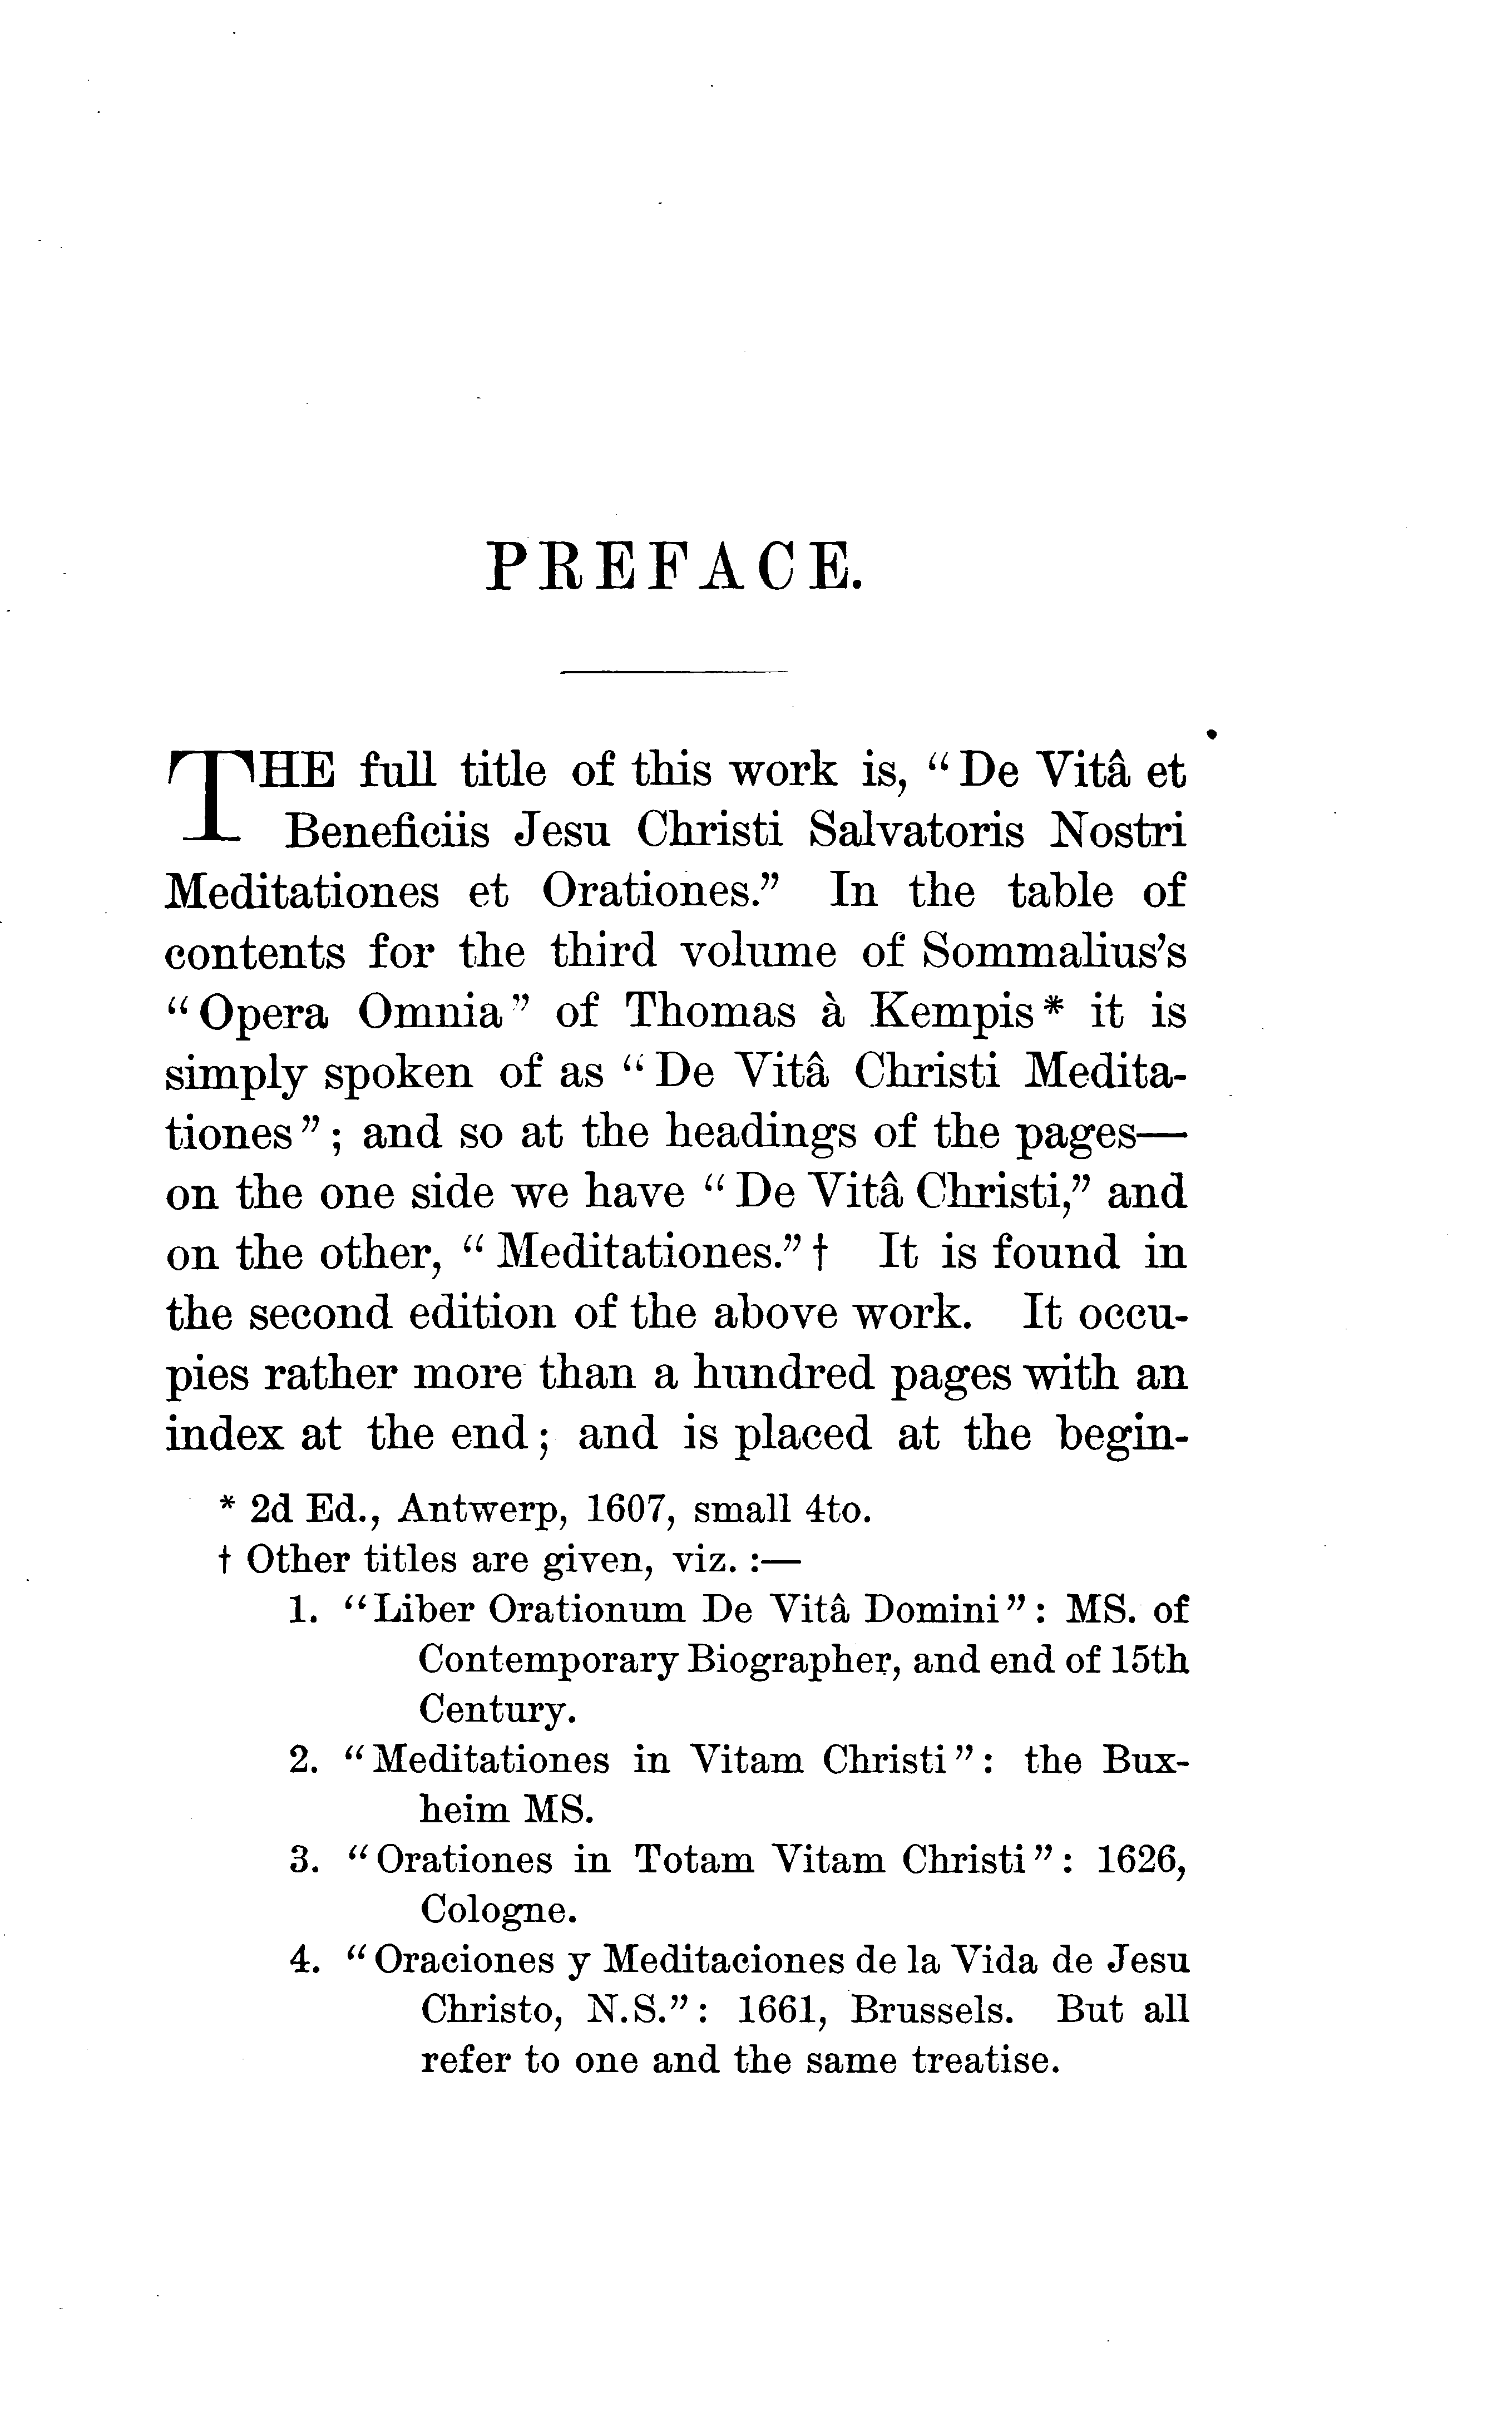 PREFACE.
THE full title of this work is, “De Vitâ et
Beneficiis Jesu Christi Salvatoris Nostri
Meditationes et Orationes.” In the table of
contents for the third volume of Sommalius’s
“Opera Omnia” of Thomas à Kempis* it is
simply spoken of as “De Vitâ Christi Medita-
tiones”; and so at the headings of the pages—
on the one side we have “De Vitâ Christi,” and
on the other, “Meditationes.”† It is found in
the second edition of the above work. It occu-
pies rather more than a hundred pages with an
index at the end; and is placed at the begin-
* 2d Ed., Antwerp, 1607, small 4to.
† Other titles are given, viz. :—
1. “Liber Orationum De Vitâ Domini”: MS. of
Contemporary Biographer, and end of 15th
Century.
2. “Meditationes in Vitam Christi”: the Bux-
heim MS.
3. “Orationes in Totam Vitam Christi”: 1626,
Cologne.
4. “Oraciones y Meditaciones de la Vida de Jesu
Christo, N.S.”: 1661, Brussels. But all
refer to one and the same treatise.